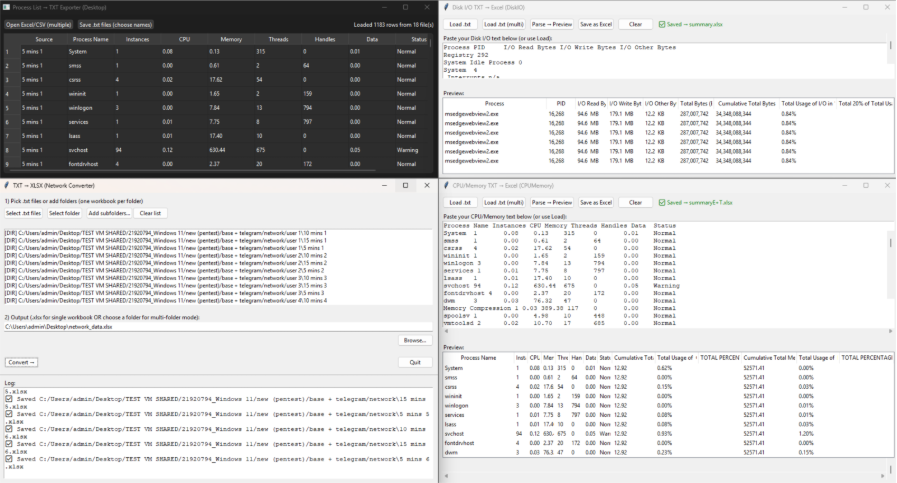 Process List → TXT Exporter (Desktop)
Open Excel/CSV (multiple) Save .txt files (choose names) Loaded 1183 rows from 18 file(s)
Source Process Name Instances CPU Memory Threads Handles Data Status
1 5 mins 1 System 1 0.08 0.13 315 0 0.01 Normal
2 5 mins 1 smss 1 0.00 0.61 2 64 0.00 Normal
3 5 mins 1 csrss 4 0.02 17.62 54 0 0.00 Normal
4 5 mins 1 wininit 1 0.00 1.65 2 159 0.00 Normal
5 5 mins 1 winlogon 3 0.00 7.84 13 794 0.00 Normal
6 5 mins 1 services 1 0.01 7.75 8 797 0.00 Normal
7 5 mins 1 lsass 1 0.01 17.40 10 0 0.00 Normal
8 5 mins 1 svchost 94 0.12 630.44 675 0 0.05 Warning
9 5 mins 1 fontdrvhost 4 0.00 2.37 20 172 0.00 Normal
Disk I/O TXT → Excel (DiskIO)
Load .txt Load .txt (multi) Parse → Preview Save as Excel Clear Saved → summary.xlsx
Paste your Disk I/O text below (or use Load):
Process PID I/O Read Bytes I/O Write Bytes I/O Other Bytes
Registry 292
System Idle Process 0
System 4
Interrupts n/a
Preview:
Process PID I/O Read By I/O Write Byt I/O Other By Total Bytes (I Cumulative Total Bytes Total Usage of I/O in Total 20% of Total Us
msedgewebview2.exe 16,268 94.6 MB 179.1 MB 12.2 KB 287,007,742 34,348,088,344 0.84%
msedgewebview2.exe 16,268 94.6 MB 179.1 MB 12.2 KB 287,007,742 34,348,088,344 0.84%
msedgewebview2.exe 16,268 94.6 MB 179.1 MB 12.2 KB 287,007,742 34,348,088,344 0.84%
msedgewebview2.exe 16,268 94.6 MB 179.1 MB 12.2 KB 287,007,742 34,348,088,344 0.84%
msedgewebview2.exe 16,268 94.6 MB 179.1 MB 12.2 KB 287,007,742 34,348,088,344 0.84%
msedgewebview2.exe 16,268 94.6 MB 179.1 MB 12.2 KB 287,007,742 34,348,088,344 0.84%
TXT → XLSX (Network Converter)
1) Pick .txt files or add folders (one workbook per folder)
Select .txt files Select folder Add subfolders... Clear list
[DIR] C:/Users/admin/Desktop/TEST VM SHARED/21920794_Windows 11/new (pentest)/base + telegram/network/user 1\10 mins 1
[DIR] C:/Users/admin/Desktop/TEST VM SHARED/21920794_Windows 11/new (pentest)/base + telegram/network/user 1\15 mins 1
[DIR] C:/Users/admin/Desktop/TEST VM SHARED/21920794_Windows 11/new (pentest)/base + telegram/network/user 1\5 mins 1
[DIR] C:/Users/admin/Desktop/TEST VM SHARED/21920794_Windows 11/new (pentest)/base + telegram/network/user 2\10 mins 2
[DIR] C:/Users/admin/Desktop/TEST VM SHARED/21920794_Windows 11/new (pentest)/base + telegram/network/user 2\15 mins 2
[DIR] C:/Users/admin/Desktop/TEST VM SHARED/21920794_Windows 11/new (pentest)/base + telegram/network/user 2\5 mins 2
[DIR] C:/Users/admin/Desktop/TEST VM SHARED/21920794_Windows 11/new (pentest)/base + telegram/network/user 3\10 mins 3
[DIR] C:/Users/admin/Desktop/TEST VM SHARED/21920794_Windows 11/new (pentest)/base + telegram/network/user 3\15 mins 3
[DIR] C:/Users/admin/Desktop/TEST VM SHARED/21920794_Windows 11/new (pentest)/base + telegram/network/user 3\5 mins 3
[DIR] C:/Users/admin/Desktop/TEST VM SHARED/21920794_Windows 11/new (pentest)/base + telegram/network/user 4\10 mins 4
2) Output (.xlsx for single workbook OR choose a folder for multi-folder mode):
C:\Users\admin\Desktop\network_data.xlsx
Browse...
Convert → Quit
Log:
5.xlsx
Saved C:/Users/admin/Desktop/TEST VM SHARED/21920794_Windows 11/new (pentest)/base + telegram/network\15 mins
5.xlsx
Saved C:/Users/admin/Desktop/TEST VM SHARED/21920794_Windows 11/new (pentest)/base + telegram/network\5 mins 5
.xlsx
Saved C:/Users/admin/Desktop/TEST VM SHARED/21920794_Windows 11/new (pentest)/base + telegram/network\10 mins
6.xlsx
Saved C:/Users/admin/Desktop/TEST VM SHARED/21920794_Windows 11/new (pentest)/base + telegram/network\15 mins
6.xlsx
Saved C:/Users/admin/Desktop/TEST VM SHARED/21920794_Windows 11/new (pentest)/base + telegram/network\5 mins 6
.xlsx
CPU/Memory TXT → Excel (CPUMemory)
Load .txt Load .txt (multi) Parse → Preview Save as Excel Clear Saved → summary5+T.xlsx
Paste your CPU/Memory text below (or use Load):
Process Name Instances CPU Memory Threads Handles Data Status
System 1 0.08 0.13 315 0 0.01 Normal
smss 1 0.00 0.61 2 64 0.00 Normal
csrss 4 0.02 17.62 54 0 0.00 Normal
wininit 1 0.00 1.65 2 159 0.00 Normal
winlogon 3 0.00 7.84 13 794 0.00 Normal
services 1 0.01 7.75 8 797 0.00 Normal
lsass 1 0.01 17.40 10 0 0.00 Normal
svchost 94 0.12 630.44 675 0 0.05 Warning
fontdrvhost 4 0.00 2.37 20 172 0.00 Normal
dwm 3 0.03 76.32 47 0 0.00 Normal
Memory Compression 1 0.03 389.38 117 0 0.00 Normal
spoolsv 1 0.00 4.98 10 448 0.00 Normal
vmtoolsd 2 0.02 10.70 17 685 0.00 Normal
Preview:
Process Name Inst CPU Mer Thre Han Data Statu Cumulative Tot Total Usage of TOTAL PERCEN Cumulative Total Me Total Usage of TOTAL PERCENTAGE
System 1 0.08 0.13 315 0 0.01 Non 12.92 0.62% 52571.41 0.00%
smss 1 0.00 0.61 2 64 0.00 Non 12.92 0.00% 52571.41 0.00%
csrss 4 0.02 17.6 54 0 0.00 Non 12.92 0.15% 52571.41 0.03%
wininit 1 0.00 1.65 2 159 0.00 Non 12.92 0.00% 52571.41 0.00%
winlogon 3 0.00 7.84 13 794 0.00 Non 12.92 0.00% 52571.41 0.01%
services 1 0.01 7.75 8 797 0.00 Non 12.92 0.08% 52571.41 0.01%
lsass 1 0.01 17.4 10 0 0.00 Non 12.92 0.08% 52571.41 0.03%
svchost 94 0.12 630. 675 0 0.05 War 12.92 0.93% 52571.41 1.20%
fontdrvhost 4 0.00 2.37 20 172 0.00 Non 12.92 0.00% 52571.41 0.00%
dwm 3 0.03 76.3 47 0 0.00 Non 12.92 0.23% 52571.41 0.15%